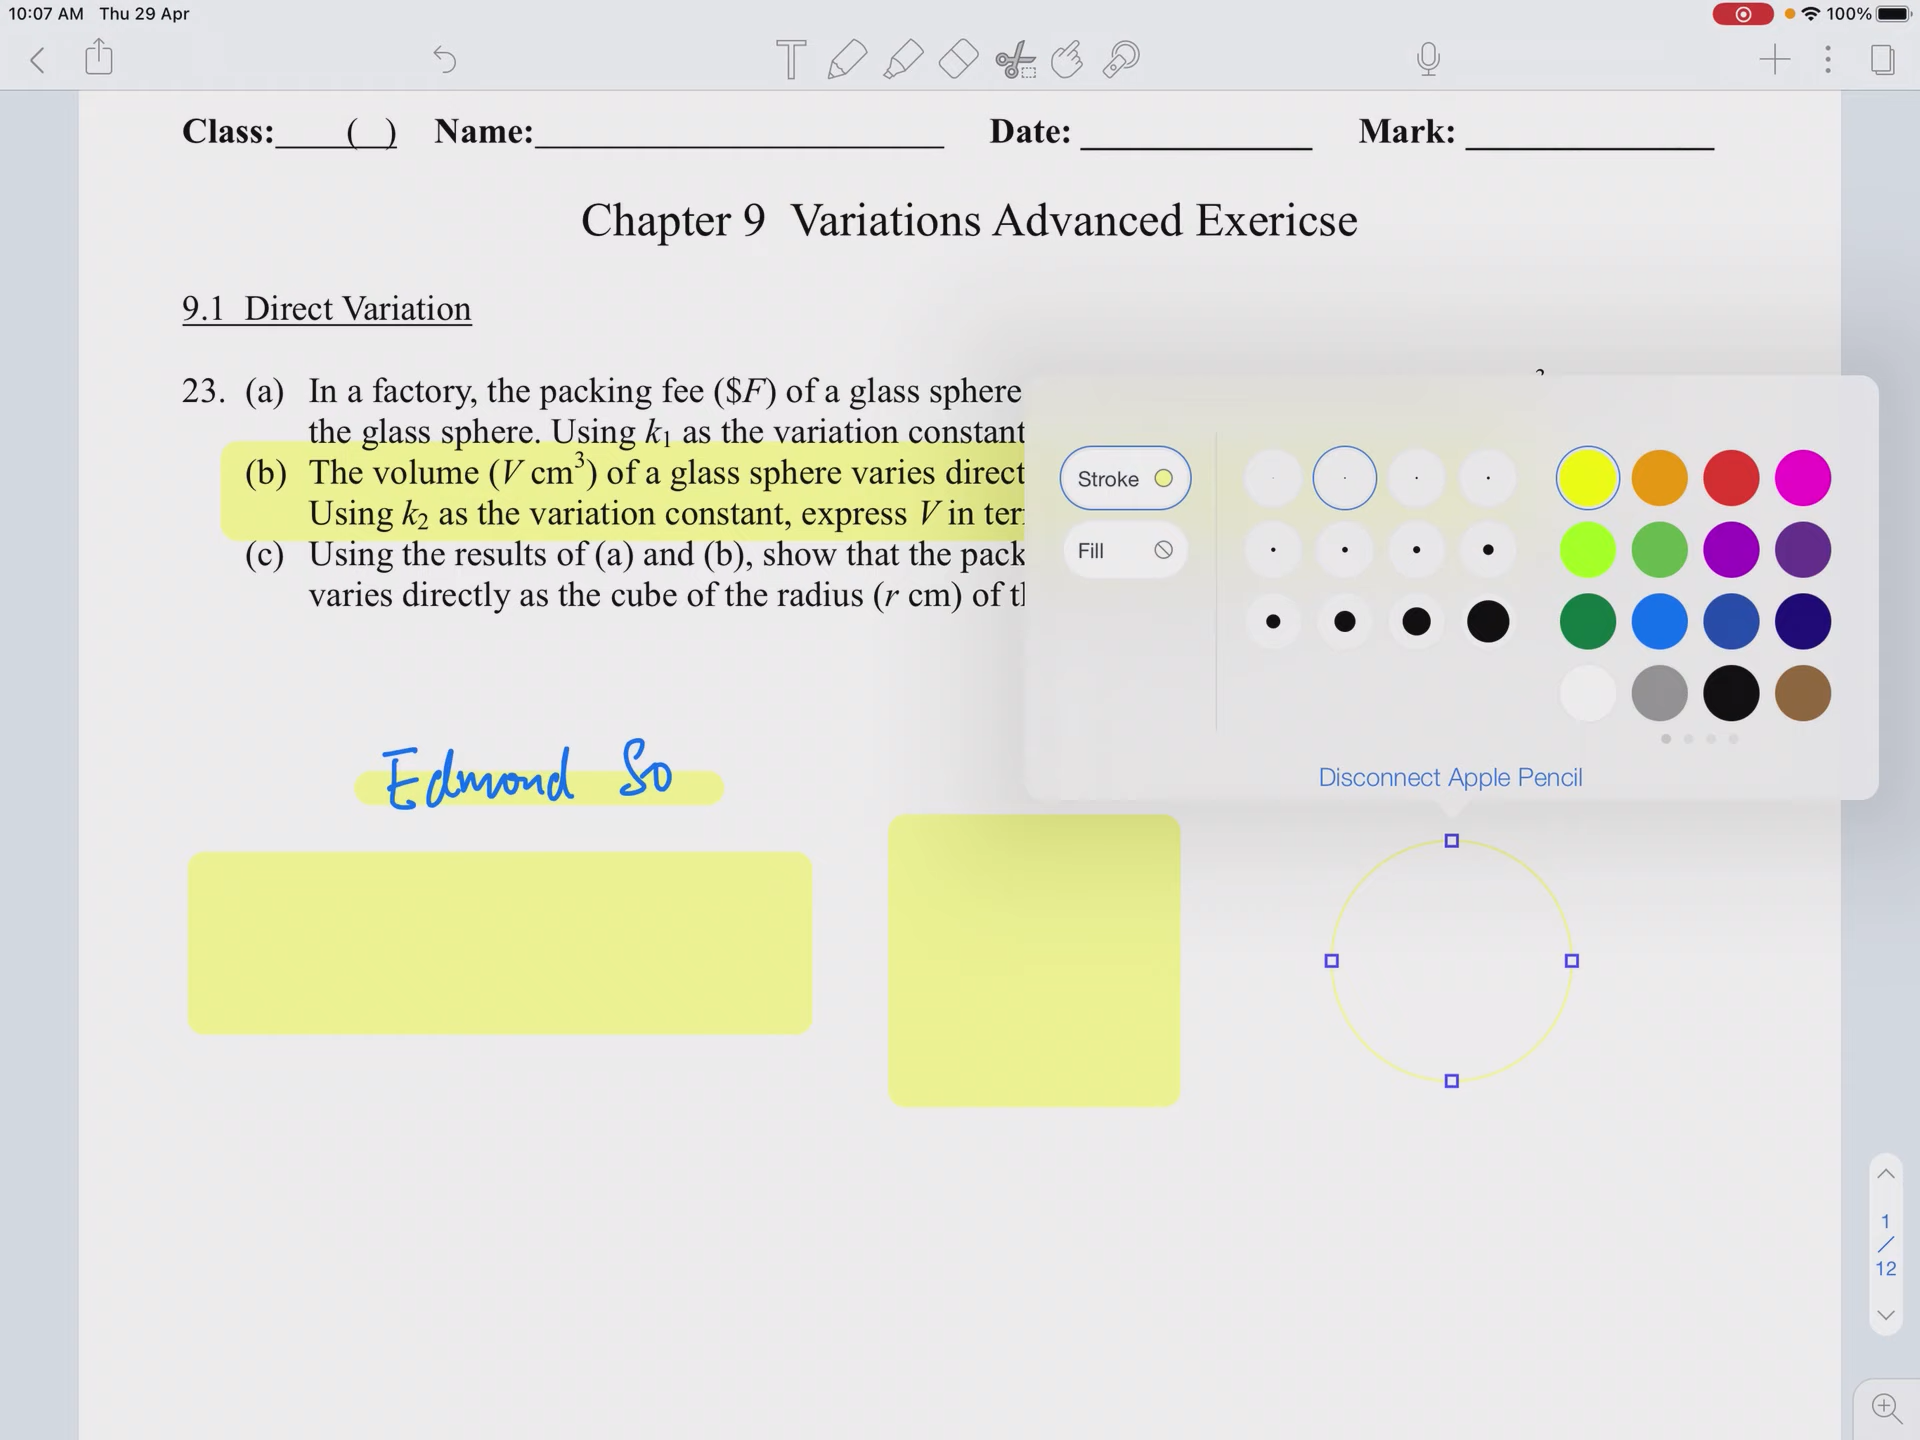 10:07 AM Thu 29 Apr
100%
Class:____( ) Name:____________________ Date: ____________ Mark: ____________
Chapter 9 Variations Advanced Exericse
9.1 Direct Variation
23. (a) In a factory, the packing fee ($F) of a glass sphere
the glass sphere. Using k₁ as the variation constant
(b) The volume (V cm³) of a glass sphere varies direct
Using k₂ as the variation constant, express V in
(c) Using the results of (a) and (b), show that the pack
varies directly as the cube of the radius (r cm) of
Stroke
Fill
Disconnect Apple Pencil
Edmond So
1
/
12